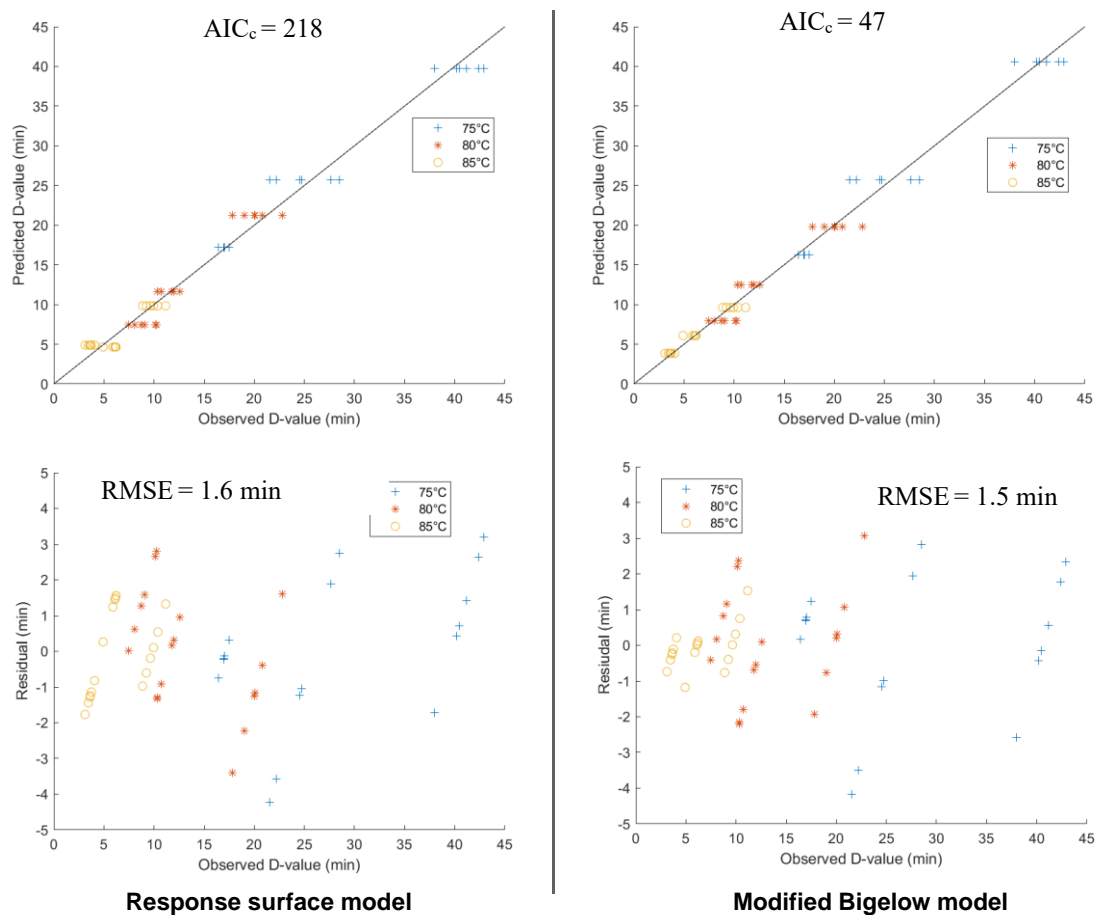 AICc = 218
45
40
35
30
25
20
15
10
5
0
Predicted D-value (min)
75°C
80°C
85°C
0 5 10 15 20 25 30 35 40 45
Observed D-value (min)
AICc = 47
45
40
35
30
25
20
15
10
5
0
Predicted D-value (min)
75°C
80°C
85°C
0 5 10 15 20 25 30 35 40 45
Observed D-value (min)
RMSE = 1.6 min
5
4
3
2
1
0
-1
-2
-3
-4
-5
Residual (min)
75°C
80°C
85°C
0 5 10 15 20 25 30 35 40 45
Observed D-value (min)
Response surface model
RMSE = 1.5 min
5
4
3
2
1
0
-1
-2
-3
-4
-5
Resiudal (min)
75°C
80°C
85°C
0 5 10 15 20 25 30 35 40 45
Observed D-value (min)
Modified Bigelow model